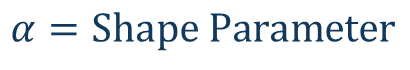 α = Shape Parameter